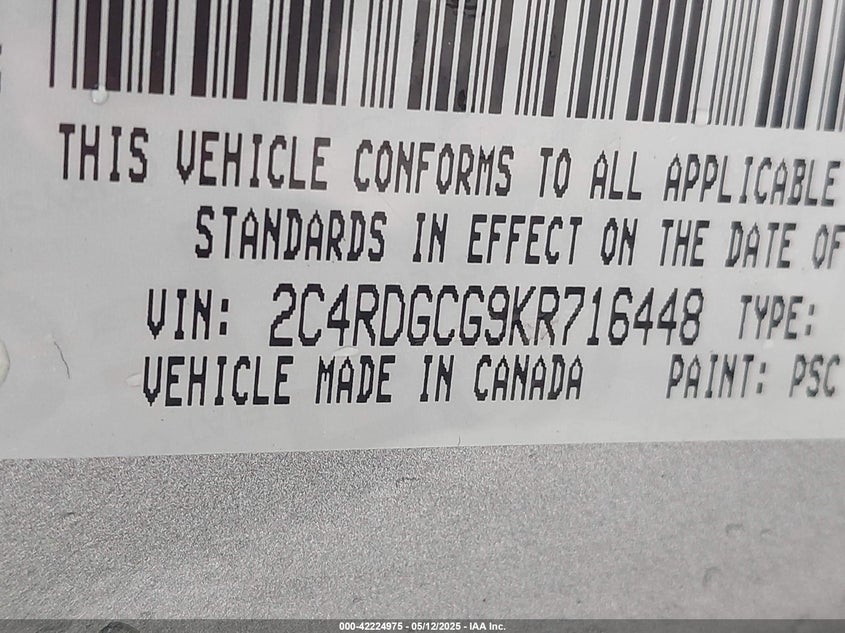 THIS VEHICLE CONFORMS TO ALL APPLICABLE
STANDARDS IN EFFECT ON THE DATE OF
VIN: 2C4RDGCG9KR716448 TYPE:
VEHICLE MADE IN CANADA PAINT: PSC
000-42224975 - 05/12/2025 - IAA Inc.